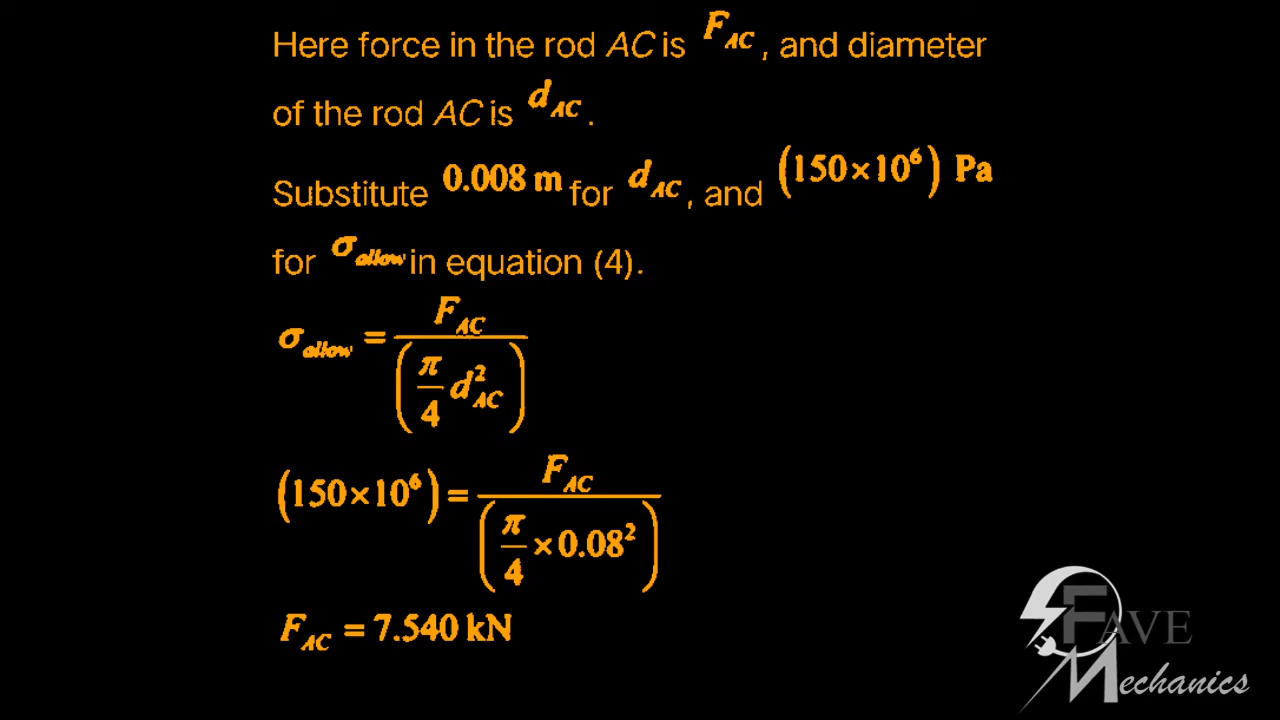 Here force in the rod AC is F_AC, and diameter
of the rod AC is d_AC.
Substitute 0.008 m for d_AC, and (150×10⁶) Pa
for σ_allow in equation (4).
σ_allow = F_AC / (π/4 d²_AC)
(150×10⁶) = F_AC / (π/4 × 0.08²)
F_AC = 7.540 kN
FAVE
Mechanics